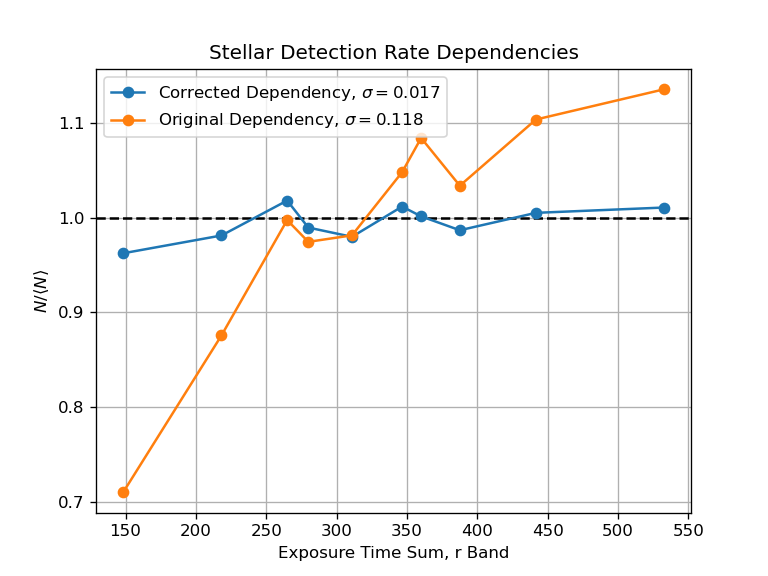 Stellar Detection Rate Dependencies
Corrected Dependency, σ = 0.017
Original Dependency, σ = 0.118
1.1
1.0
0.9
0.8
0.7
N/⟨N⟩
150 200 250 300 350 400 450 500 550
Exposure Time Sum, r Band